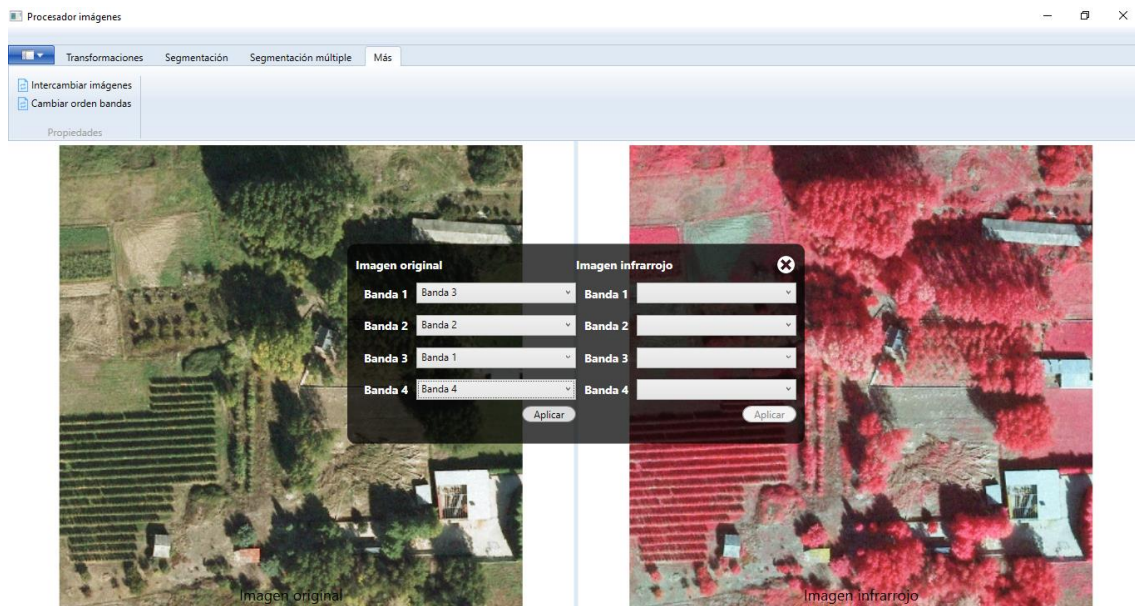 Procesador imágenes
Transformaciones Segmentación Segmentación múltiple Más
Intercambiar imágenes
Cambiar orden bandas
Propiedades
Imagen original Imagen infrarrojo
Banda 1 Banda 3 Banda 1
Banda 2 Banda 2 Banda 2
Banda 3 Banda 1 Banda 3
Banda 4 Banda 4 Banda 4
Aplicar Aplicar
Imagen original Imagen infrarrojo